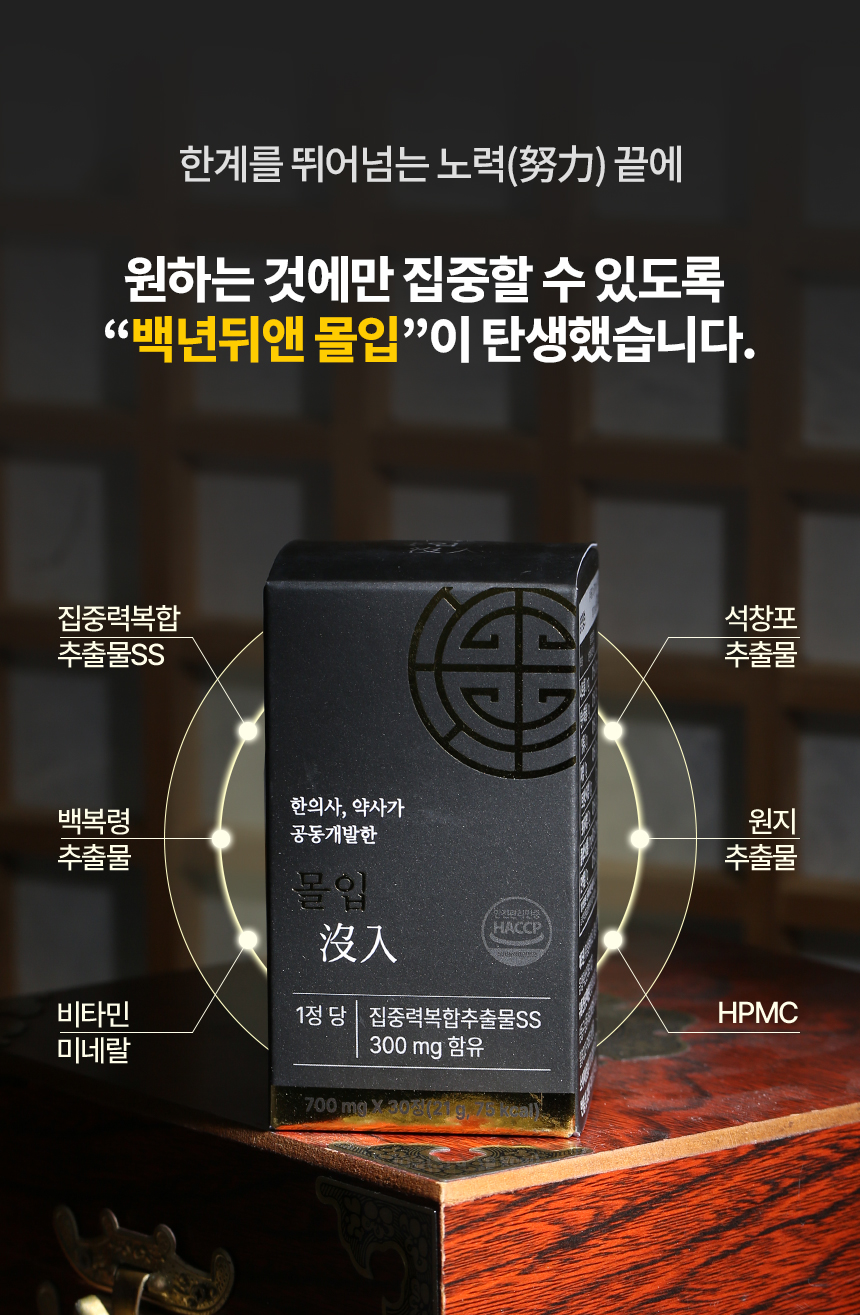 한계를 뛰어넘는 노력(努力) 끝에
원하는 것에만 집중할 수 있도록
“백년뒤앤 몰입”이 탄생했습니다.
집중력복합
추출물SS
석창포
추출물
백복령
추출물
원지
추출물
비타민
미네랄
HPMC
한의사, 약사가
공동개발한
몰입
沒入
HACCP
1정 당
집중력복합추출물SS
300 mg 함유
700 mg X 30정(21 g, 75 kcal)